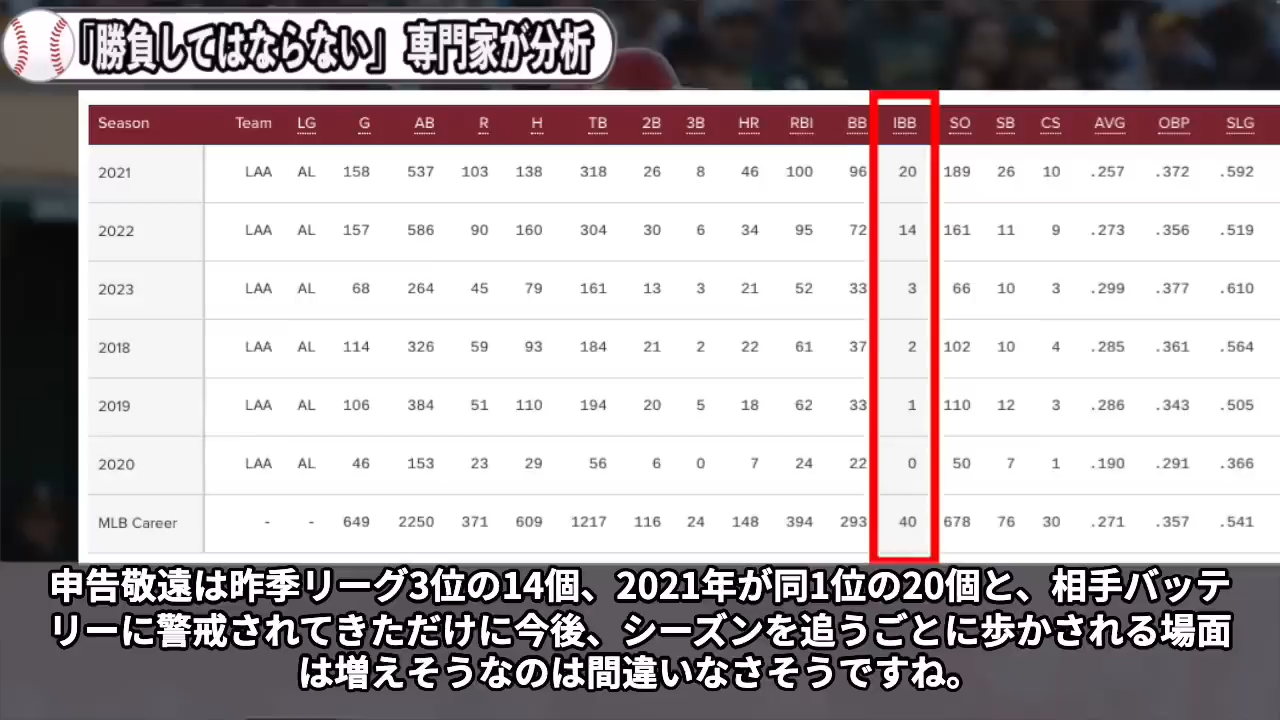 「勝負してはならない」 専門家が分析
Season Team LG G AB R H TB 2B 3B HR RBI BB IBB SO SB CS AVG OBP SLG
2021 LAA AL 158 537 103 138 318 26 8 46 100 96 20 189 26 10 .257 .372 .592
2022 LAA AL 157 586 90 160 304 30 6 34 95 72 14 161 11 9 .273 .356 .519
2023 LAA AL 68 264 45 79 161 13 3 21 52 33 3 66 10 3 .299 .377 .610
2018 LAA AL 114 326 59 93 184 21 2 22 61 37 2 102 10 4 .285 .361 .564
2019 LAA AL 106 384 51 110 194 20 5 18 62 33 1 110 12 3 .286 .343 .505
2020 LAA AL 46 153 23 29 56 6 0 7 24 22 0 50 7 1 .190 .291 .366
MLB Career - - 649 2250 371 609 1217 116 24 148 394 293 40 678 76 30 .271 .357 .541
申告敬遠は昨季リーグ3位の14個、2021年が同1位の20個と、相手バッテ
リーに警戒されてきただけに今後、シーズンを追うごとに歩かされる場面
は増えそうなのは間違いなさそうですね。